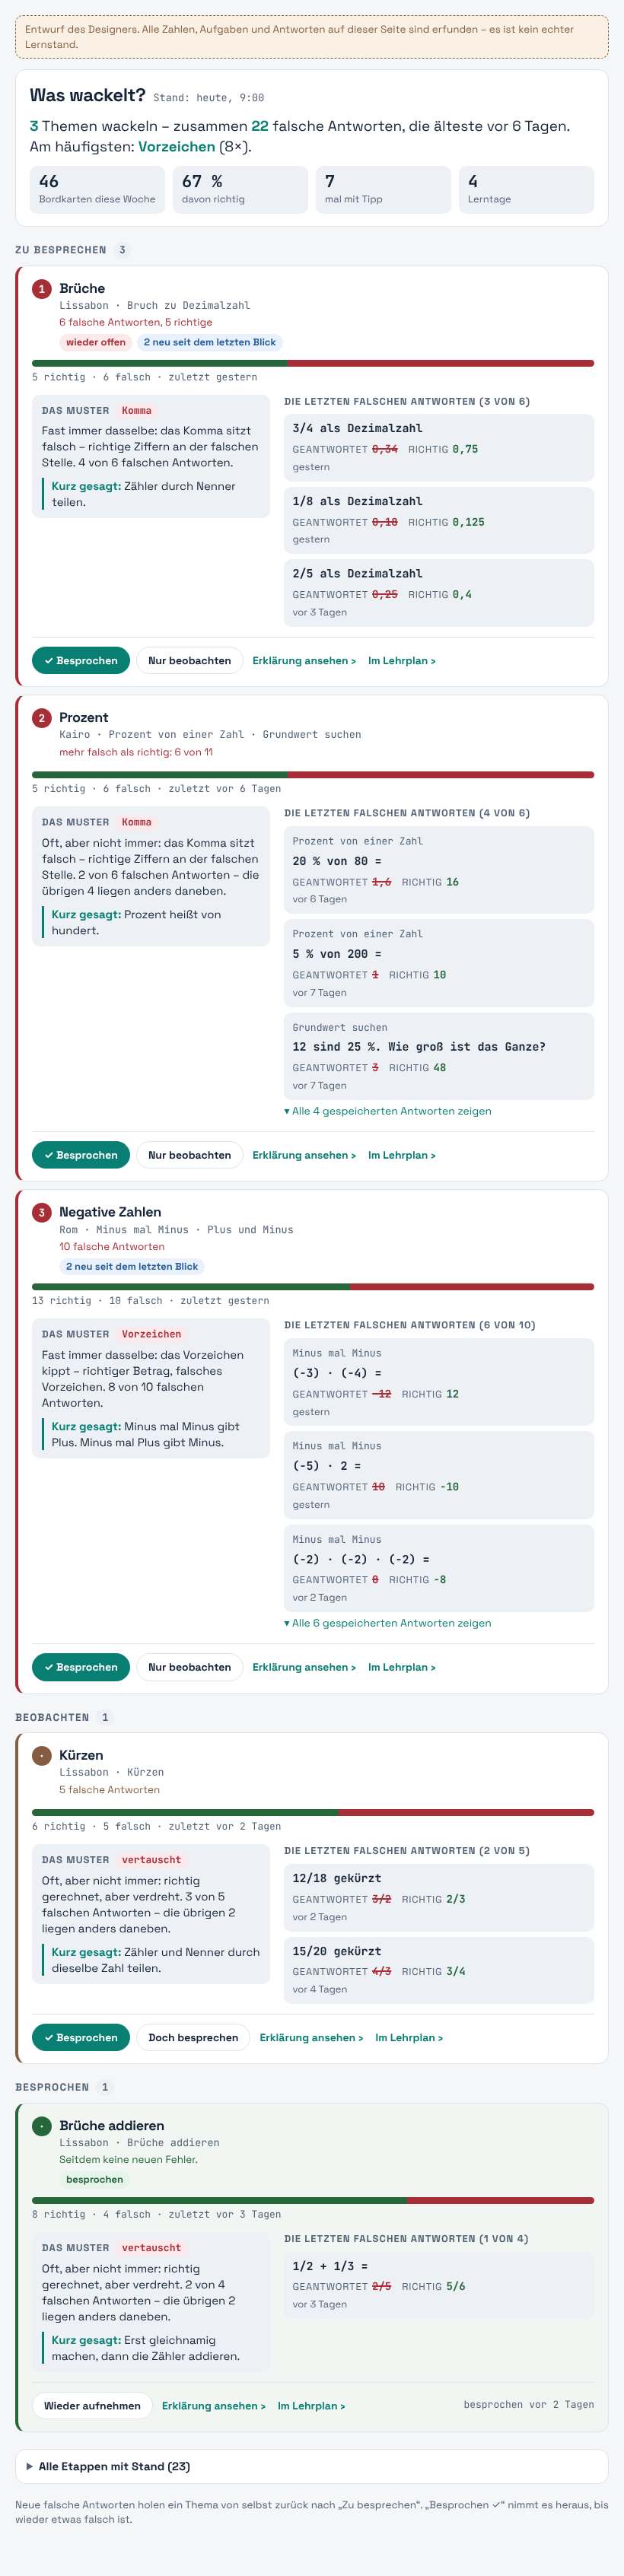 Entwurf des Designers. Alle Zahlen, Aufgaben und Antworten auf dieser Seite sind erfunden – es ist kein echter
Lernstand.
Was wackelt? Stand: heute, 9:00
3 Themen wackeln – zusammen 22 falsche Antworten, die älteste vor 6 Tagen.
Am häufigsten: Vorzeichen (8×).
46
Bordkarten diese Woche
67 %
davon richtig
7
mal mit Tipp
4
Lerntage
ZU BESPRECHEN 3
1 Brüche
Lissabon · Bruch zu Dezimalzahl
6 falsche Antworten, 5 richtige
wieder offen 2 neu seit dem letzten Blick
5 richtig · 6 falsch · zuletzt gestern
DAS MUSTER Komma
Fast immer dasselbe: das Komma sitzt
falsch – richtige Ziffern an der falschen
Stelle. 4 von 6 falschen Antworten.
Kurz gesagt: Zähler durch Nenner
teilen.
DIE LETZTEN FALSCHEN ANTWORTEN (3 VON 6)
3/4 als Dezimalzahl
GEANTWORTET 0,34 RICHTIG 0,75
gestern
1/8 als Dezimalzahl
GEANTWORTET 0,18 RICHTIG 0,125
gestern
2/5 als Dezimalzahl
GEANTWORTET 0,25 RICHTIG 0,4
vor 3 Tagen
✓ Besprochen Nur beobachten Erklärung ansehen › Im Lehrplan ›
2 Prozent
Kairo · Prozent von einer Zahl · Grundwert suchen
mehr falsch als richtig: 6 von 11
5 richtig · 6 falsch · zuletzt vor 6 Tagen
DAS MUSTER Komma
Oft, aber nicht immer: das Komma sitzt
falsch – richtige Ziffern an der falschen
Stelle. 2 von 6 falschen Antworten – die
übrigen 4 liegen anders daneben.
Kurz gesagt: Prozent heißt von
hundert.
DIE LETZTEN FALSCHEN ANTWORTEN (4 VON 6)
Prozent von einer Zahl
20 % von 80 =
GEANTWORTET 1,6 RICHTIG 16
vor 6 Tagen
Prozent von einer Zahl
5 % von 200 =
GEANTWORTET 1 RICHTIG 10
vor 7 Tagen
Grundwert suchen
12 sind 25 %. Wie groß ist das Ganze?
GEANTWORTET 3 RICHTIG 48
vor 7 Tagen
▾ Alle 4 gespeicherten Antworten zeigen
✓ Besprochen Nur beobachten Erklärung ansehen › Im Lehrplan ›
3 Negative Zahlen
Rom · Minus mal Minus · Plus und Minus
10 falsche Antworten
2 neu seit dem letzten Blick
13 richtig · 10 falsch · zuletzt gestern
DAS MUSTER Vorzeichen
Fast immer dasselbe: das Vorzeichen
kippt – richtiger Betrag, falsches
Vorzeichen. 8 von 10 falschen
Antworten.
Kurz gesagt: Minus mal Minus gibt
Plus. Minus mal Plus gibt Minus.
DIE LETZTEN FALSCHEN ANTWORTEN (6 VON 10)
Minus mal Minus
(-3) · (-4) =
GEANTWORTET -12 RICHTIG 12
gestern
Minus mal Minus
(-5) · 2 =
GEANTWORTET 10 RICHTIG -10
gestern
Minus mal Minus
(-2) · (-2) · (-2) =
GEANTWORTET 8 RICHTIG -8
vor 2 Tagen
▾ Alle 6 gespeicherten Antworten zeigen
✓ Besprochen Nur beobachten Erklärung ansehen › Im Lehrplan ›
BEOBACHTEN 1
· Kürzen
Lissabon · Kürzen
5 falsche Antworten
6 richtig · 5 falsch · zuletzt vor 2 Tagen
DAS MUSTER vertauscht
Oft, aber nicht immer: richtig
gerechnet, aber verdreht. 3 von 5
falschen Antworten – die übrigen 2
liegen anders daneben.
Kurz gesagt: Zähler und Nenner durch
dieselbe Zahl teilen.
DIE LETZTEN FALSCHEN ANTWORTEN (2 VON 5)
12/18 gekürzt
GEANTWORTET 3/2 RICHTIG 2/3
vor 2 Tagen
15/20 gekürzt
GEANTWORTET 4/3 RICHTIG 3/4
vor 4 Tagen
✓ Besprochen Doch besprechen Erklärung ansehen › Im Lehrplan ›
BESPROCHEN 1
· Brüche addieren
Lissabon · Brüche addieren
Seitdem keine neuen Fehler.
besprochen
8 richtig · 4 falsch · zuletzt vor 3 Tagen
DAS MUSTER vertauscht
Oft, aber nicht immer: richtig
gerechnet, aber verdreht. 2 von 4
falschen Antworten – die übrigen 2
liegen anders daneben.
Kurz gesagt: Erst gleichnamig
machen, dann die Zähler addieren.
DIE LETZTEN FALSCHEN ANTWORTEN (1 VON 4)
1/2 + 1/3 =
GEANTWORTET 2/5 RICHTIG 5/6
vor 3 Tagen
Wieder aufnehmen Erklärung ansehen › Im Lehrplan › besprochen vor 2 Tagen
▶ Alle Etappen mit Stand (23)
Neue falsche Antworten holen ein Thema von selbst zurück nach „Zu besprechen“. „Besprochen ✓“ nimmt es heraus, bis
wieder etwas falsch ist.